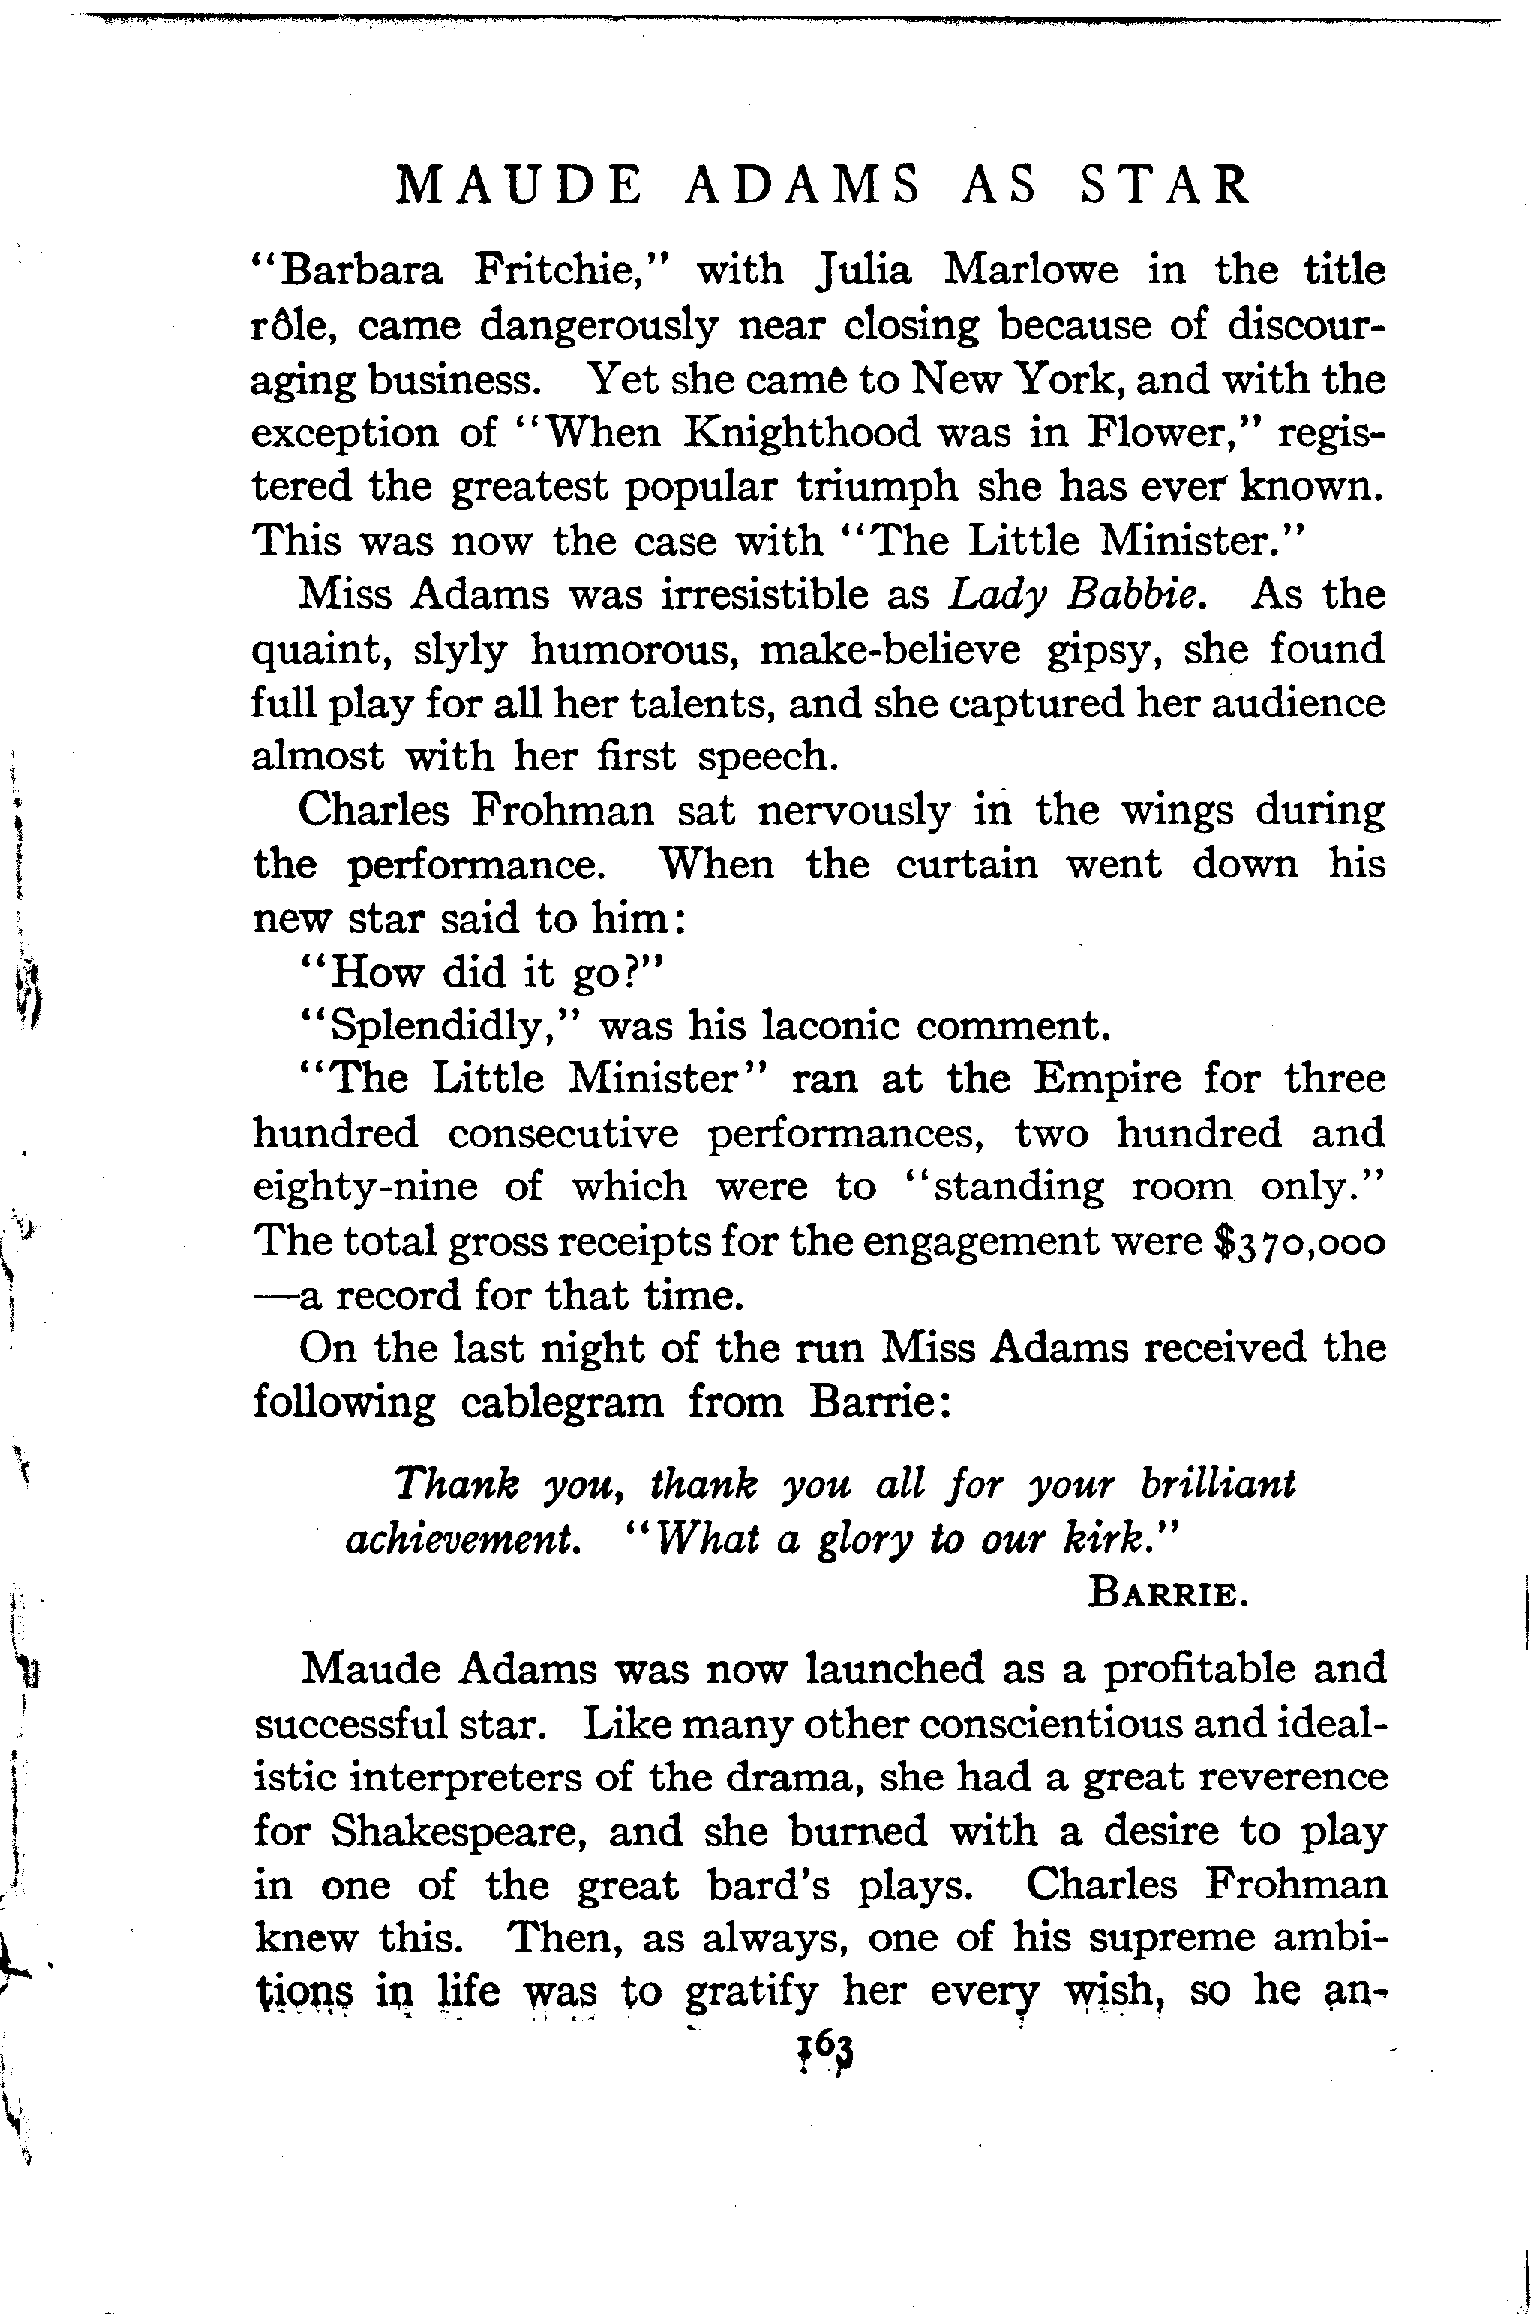 MAUDE ADAMS AS STAR
"Barbara Fritchie," with Julia Marlowe in the title
rôle, came dangerously near closing because of discour-
aging business. Yet she came to New York, and with the
exception of "When Knighthood was in Flower," regis-
tered the greatest popular triumph she has ever known.
This was now the case with "The Little Minister."
Miss Adams was irresistible as Lady Babbie. As the
quaint, slyly humorous, make-believe gipsy, she found
full play for all her talents, and she captured her audience
almost with her first speech.
Charles Frohman sat nervously in the wings during
the performance. When the curtain went down his
new star said to him:
"How did it go?"
"Splendidly," was his laconic comment.
"The Little Minister" ran at the Empire for three
hundred consecutive performances, two hundred and
eighty-nine of which were to "standing room only."
The total gross receipts for the engagement were $370,000
—a record for that time.
On the last night of the run Miss Adams received the
following cablegram from Barrie:
Thank you, thank you all for your brilliant
achievement. "What a glory to our kirk."
BARRIE.
Maude Adams was now launched as a profitable and
successful star. Like many other conscientious and ideal-
istic interpreters of the drama, she had a great reverence
for Shakespeare, and she burned with a desire to play
in one of the great bard's plays. Charles Frohman
knew this. Then, as always, one of his supreme ambi-
tions in life was to gratify her every wish, so he an-
163